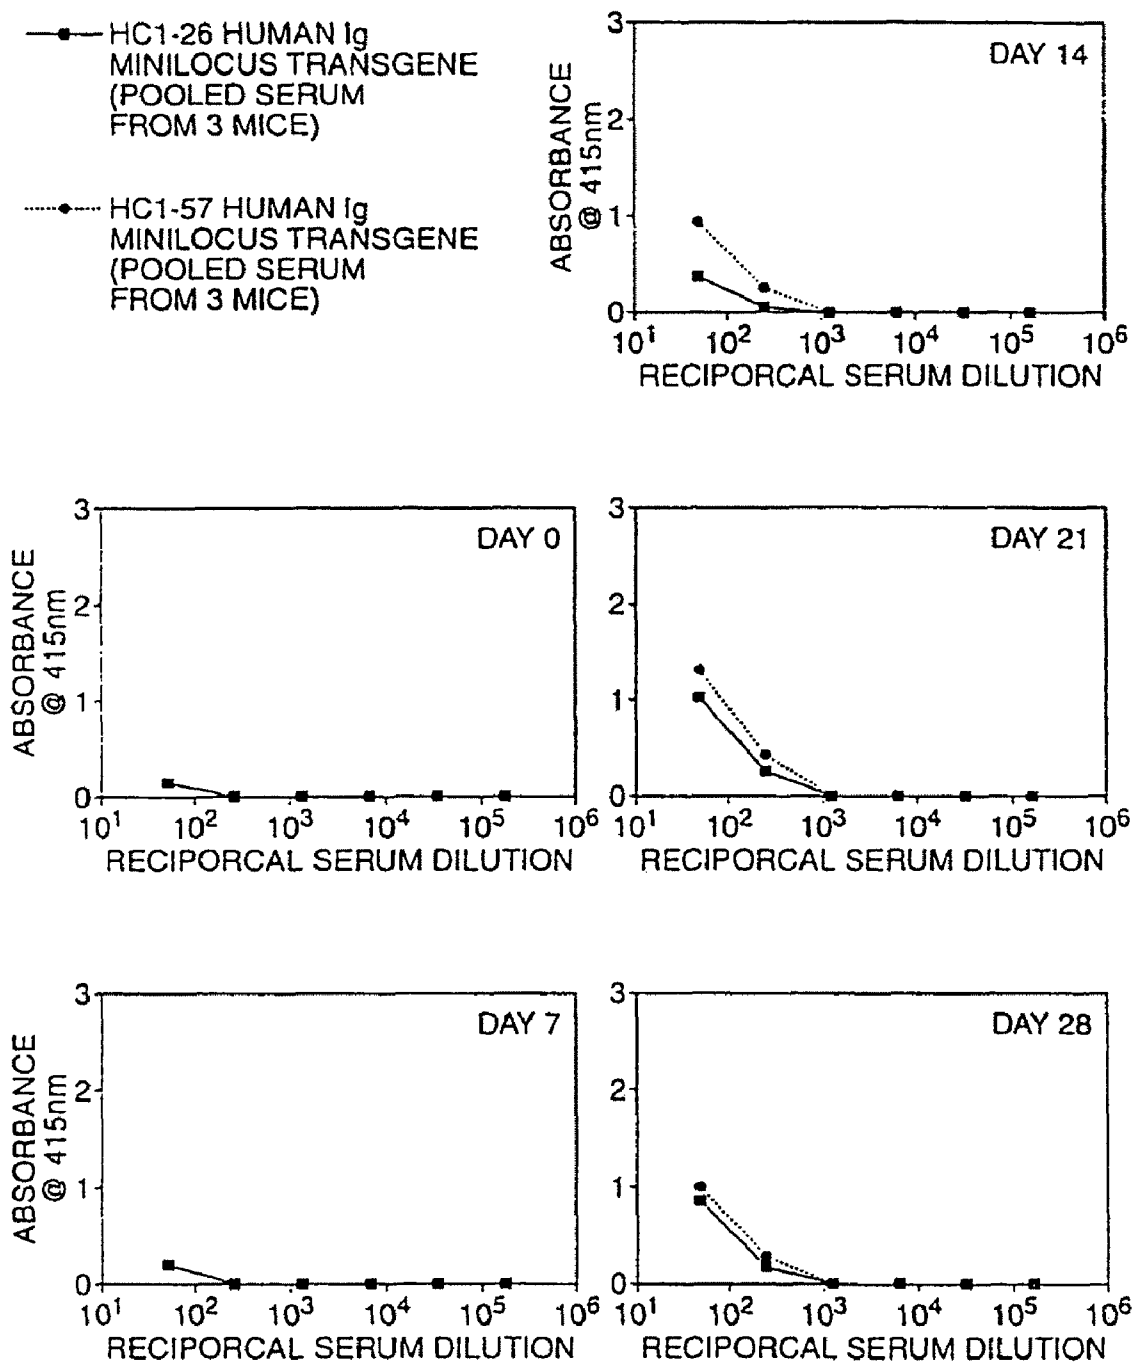 HC1-26 HUMAN Ig
MINILOCUS TRANSGENE
(POOLED SERUM
FROM 3 MICE)
HC1-57 HUMAN Ig
MINILOCUS TRANSGENE
(POOLED SERUM
FROM 3 MICE)
DAY 14
ABSORBANCE
@ 415nm
3
2
1
0
10¹ 10² 10³ 10⁴ 10⁵ 10⁶
RECIPORCAL SERUM DILUTION
DAY 0
ABSORBANCE
@ 415nm
3
2
1
0
10¹ 10² 10³ 10⁴ 10⁵ 10⁶
RECIPORCAL SERUM DILUTION
DAY 21
3
2
1
0
10¹ 10² 10³ 10⁴ 10⁵ 10⁶
RECIPORCAL SERUM DILUTION
DAY 7
ABSORBANCE
@ 415nm
3
2
1
0
10¹ 10² 10³ 10⁴ 10⁵ 10⁶
RECIPORCAL SERUM DILUTION
DAY 28
3
2
1
0
10¹ 10² 10³ 10⁴ 10⁵ 10⁶
RECIPORCAL SERUM DILUTION